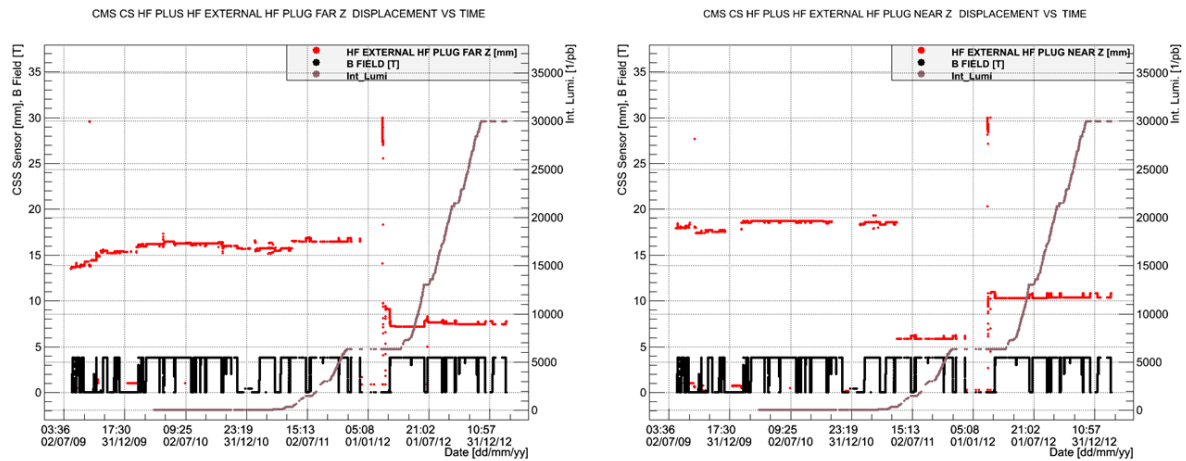 CMS CS HF PLUS HF EXTERNAL HF PLUG FAR Z DISPLACEMENT VS TIME
CSS Sensor [mm], B Field [T]
35
30
25
20
15
10
5
0
HF EXTERNAL HF PLUG FAR Z [mm]
B FIELD [T]
Int_Lumi
Int. Lumi. [1/pb]
35000
30000
25000
20000
15000
10000
5000
0
03:36 17:30 09:25 23:19 15:13 05:08 21:02 10:57
02/07/09 31/12/09 02/07/10 31/12/10 02/07/11 01/01/12 01/07/12 31/12/12
Date [dd/mm/yy]
CMS CS HF PLUS HF EXTERNAL HF PLUG NEAR Z DISPLACEMENT VS TIME
CSS Sensor [mm], B Field [T]
35
30
25
20
15
10
5
0
HF EXTERNAL HF PLUG NEAR Z [mm]
B FIELD [T]
Int_Lumi
Int. Lumi. [1/pb]
35000
30000
25000
20000
15000
10000
5000
0
03:36 17:30 09:25 23:19 15:13 05:08 21:02 10:57
02/07/09 31/12/09 02/07/10 31/12/10 02/07/11 01/01/12 01/07/12 31/12/12
Date [dd/mm/yy]